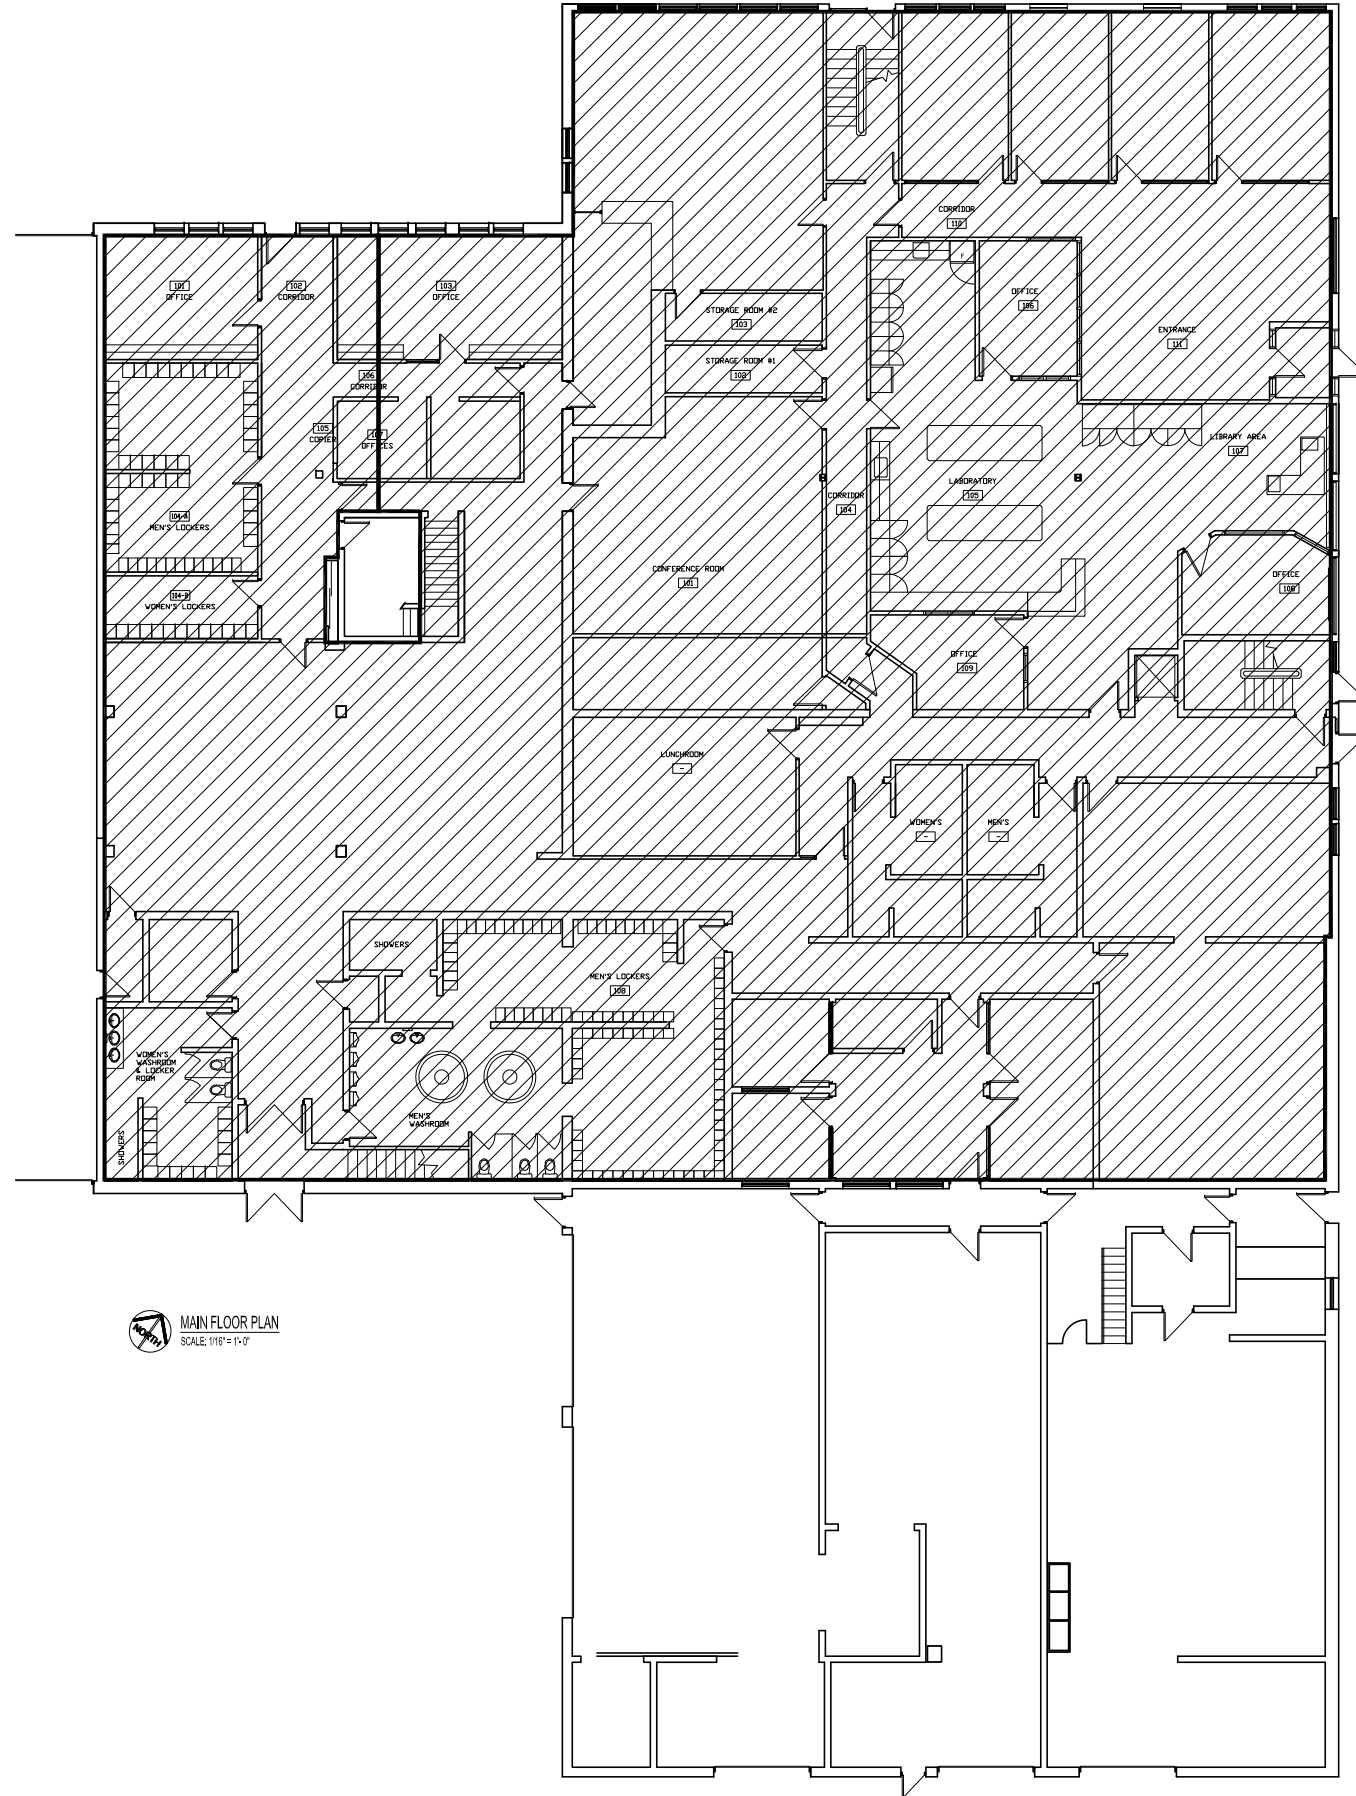 CORRIDOR
110
101
OFFICE
102
CORRIDOR
103
OFFICE
F
OFFICE
106
STORAGE ROOM #2
103
ENTRANCE
111
STORAGE ROOM #1
102
106
CORRIDOR
105
COPIER
107
OFFICES
LIBRARY AREA
107
LABORATORY
105
CORRIDOR
104
104-A
MEN'S LOCKERS
CONFERENCE ROOM
101
OFFICE
108
104-B
WOMEN'S LOCKERS
OFFICE
109
LUNCHROOM
-
WOMEN'S
-
MEN'S
-
SHOWERS
MEN'S LOCKERS
108
WOMEN'S
WASHROOM
& LOCKER
ROOM
MEN'S
WASHROOM
SHOWERS
NORTH
MAIN FLOOR PLAN
SCALE: 1/16" = 1'-0"